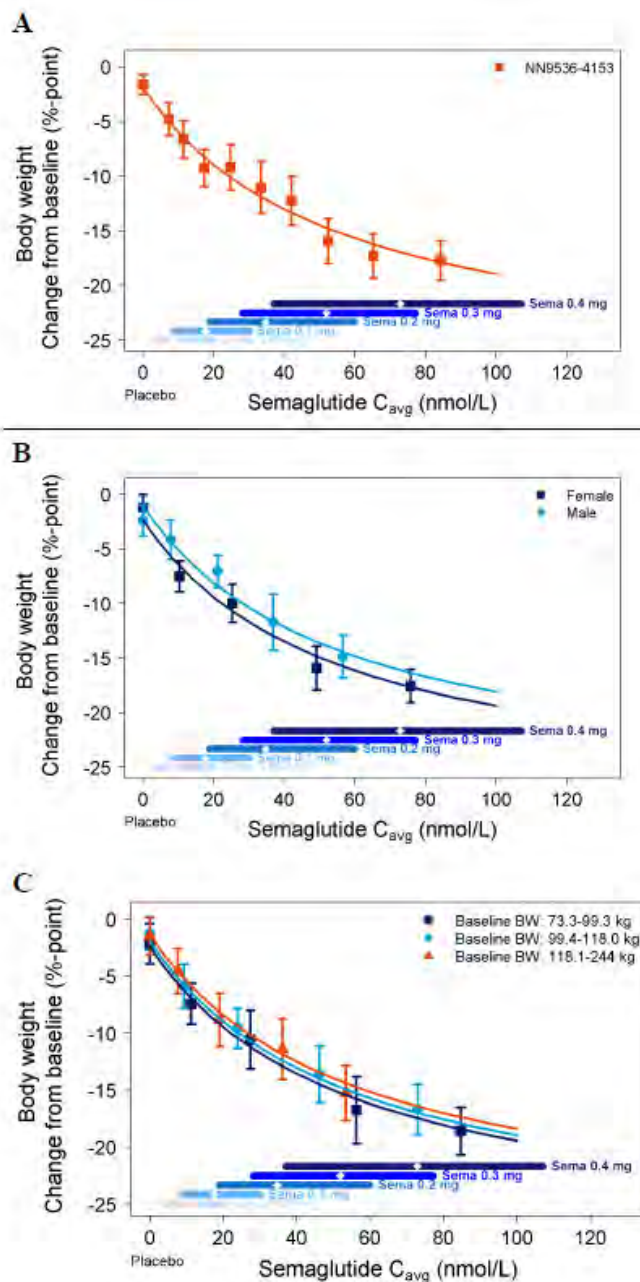 A
0
-5
-10
-15
-20
-25
Body weight
Change from baseline (%-point)
NN9536-4153
Sema 0.4 mg
Sema 0.3 mg
Sema 0.2 mg
Sema 0.1 mg
0 20 40 60 80 100 120
Placebo
Semaglutide Cavg (nmol/L)
B
0
-5
-10
-15
-20
-25
Body weight
Change from baseline (%-point)
Female
Male
Sema 0.4 mg
Sema 0.3 mg
Sema 0.2 mg
Sema 0.1 mg
0 20 40 60 80 100 120
Placebo
Semaglutide Cavg (nmol/L)
C
0
-5
-10
-15
-20
-25
Body weight
Change from baseline (%-point)
Baseline BW: 73.3-99.3 kg
Baseline BW: 99.4-118.0 kg
Baseline BW: 118.1-244 kg
Sema 0.4 mg
Sema 0.3 mg
Sema 0.2 mg
Sema 0.1 mg
0 20 40 60 80 100 120
Placebo
Semaglutide Cavg (nmol/L)